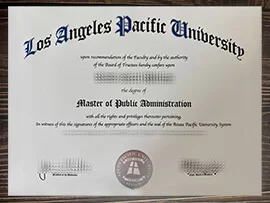 Los Angeles Pacific University
upon recommendation of the Faculty and by the authority
of the Board of Trustees hereby confers upon
the degree of
Master of Public Administration
with all the rights and privileges thereunto pertaining.
In witness of this the signatures of the appropriate officers and the seal of the Azusa Pacific University System